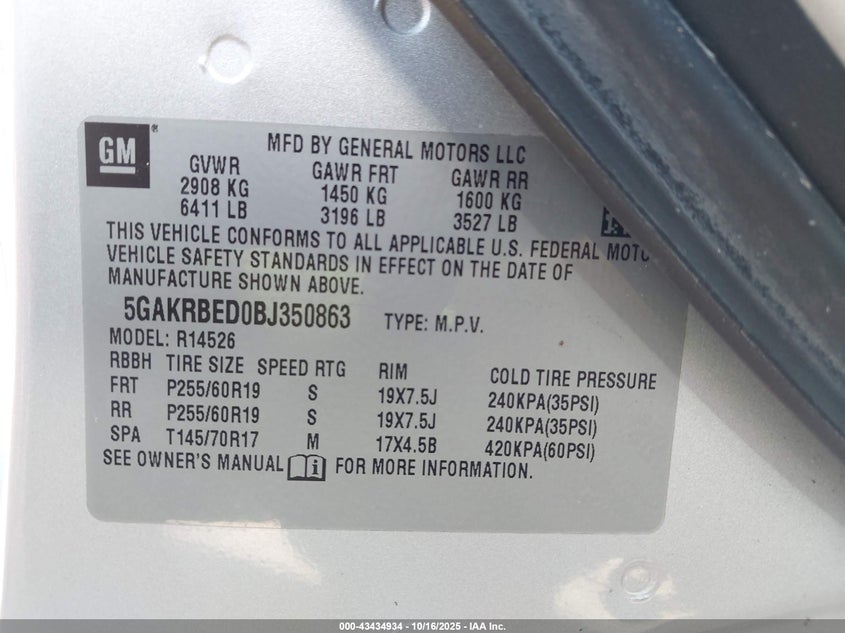 GM
MFD BY GENERAL MOTORS LLC
GVWR GAWR FRT GAWR RR
2908 KG 1450 KG 1600 KG
6411 LB 3196 LB 3527 LB
THIS VEHICLE CONFORMS TO ALL APPLICABLE U.S. FEDERAL MOTO
VEHICLE SAFETY STANDARDS IN EFFECT ON THE DATE OF
MANUFACTURE SHOWN ABOVE.
5GAKRBED0BJ350863 TYPE: M.P.V.
MODEL: R14526
RBBH TIRE SIZE SPEED RTG RIM COLD TIRE PRESSURE
FRT P255/60R19 S 19X7.5J 240KPA(35PSI)
RR P255/60R19 S 19X7.5J 240KPA(35PSI)
SPA T145/70R17 M 17X4.5B 420KPA(60PSI)
SEE OWNER'S MANUAL FOR MORE INFORMATION.
000-43434934 - 10/16/2025 - IAA Inc.